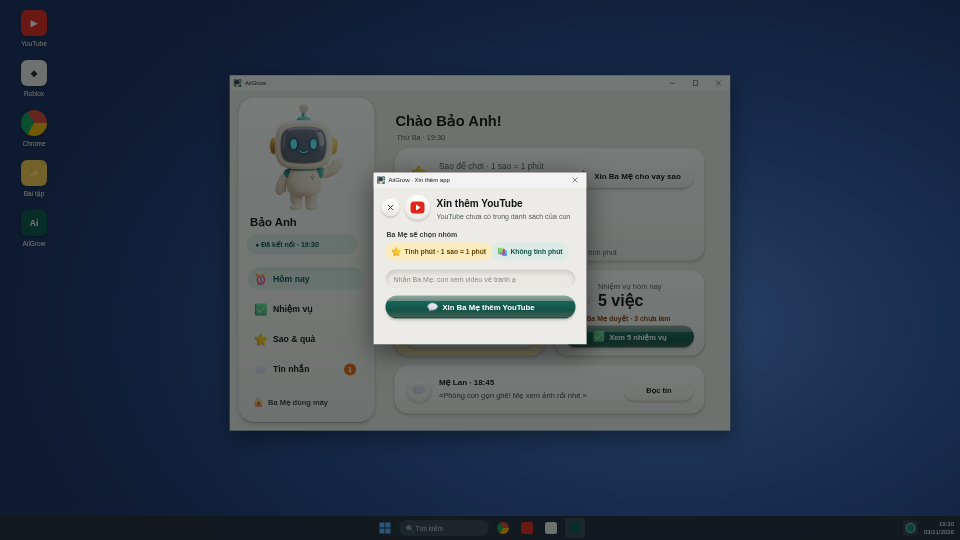 YouTube
Roblox
Chrome
Bài tập
Ai
AiiGrow
AiiGrow
Bảo Anh
Đã kết nối · 19:30
Hôm nay
Nhiệm vụ
Sao & quà
Tin nhắn
1
Ba Mẹ dùng máy
Chào Bảo Anh!
Thứ Ba · 19:30
Sao để chơi · 1 sao = 1 phút
Xin Ba Mẹ cho vay sao
tính phút
Nhiệm vụ hôm nay
5 việc
Ba Mẹ duyệt · 3 chưa làm
Xem 5 nhiệm vụ
Mẹ Lan · 18:45
«Phòng con gọn ghê! Mẹ xem ảnh rồi nhé.»
Đọc tin
AiiGrow · Xin thêm app
Xin thêm YouTube
YouTube chưa có trong danh sách của con
Ba Mẹ sẽ chọn nhóm
Tính phút · 1 sao = 1 phút
Không tính phút
Nhắn Ba Mẹ: con xem video vẽ tranh ạ
Xin Ba Mẹ thêm YouTube
Tìm kiếm
19:30
03/11/2026